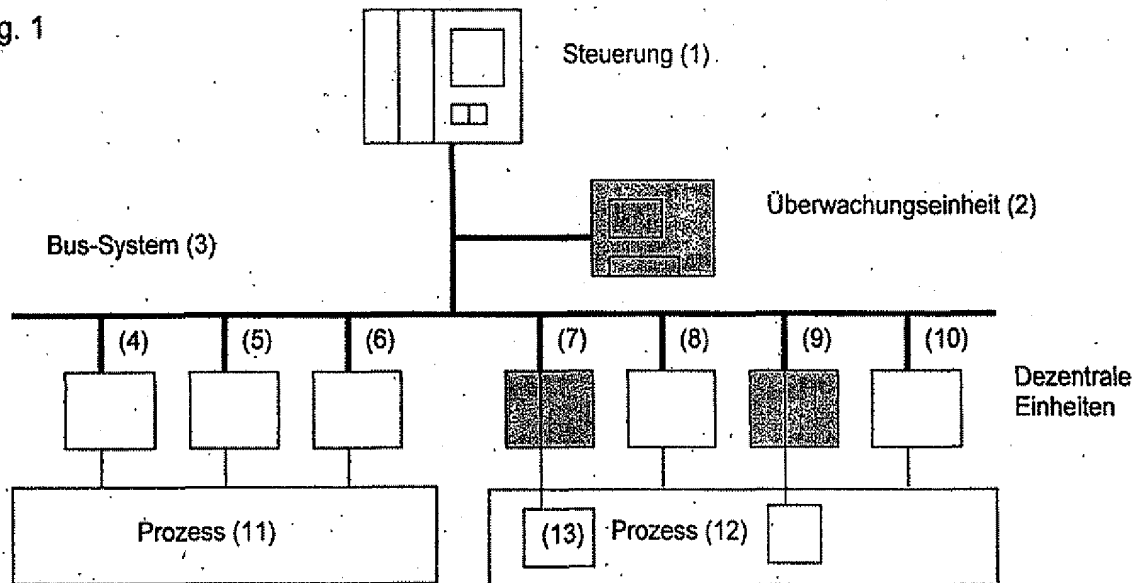 g. 1
Steuerung (1)
Überwachungseinheit (2)
Bus-System (3)
(4) (5) (6) (7) (8) (9) (10)
Dezentrale
Einheiten
Prozess (11) (13) Prozess (12)